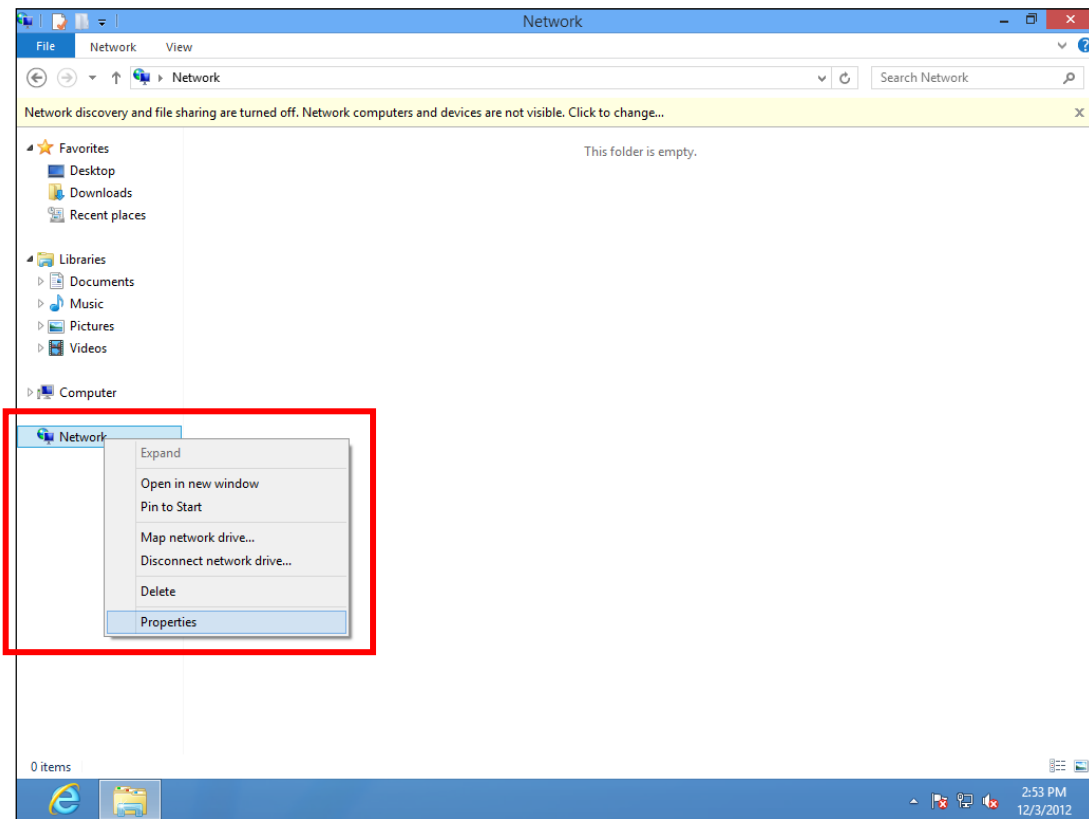 Network
File Network View
Network
Search Network
Network discovery and file sharing are turned off. Network computers and devices are not visible. Click to change...
Favorites
This folder is empty.
Desktop
Downloads
Recent places
Libraries
Documents
Music
Pictures
Videos
Computer
Network
Expand
Open in new window
Pin to Start
Map network drive...
Disconnect network drive...
Delete
Properties
0 items
2:53 PM
12/3/2012